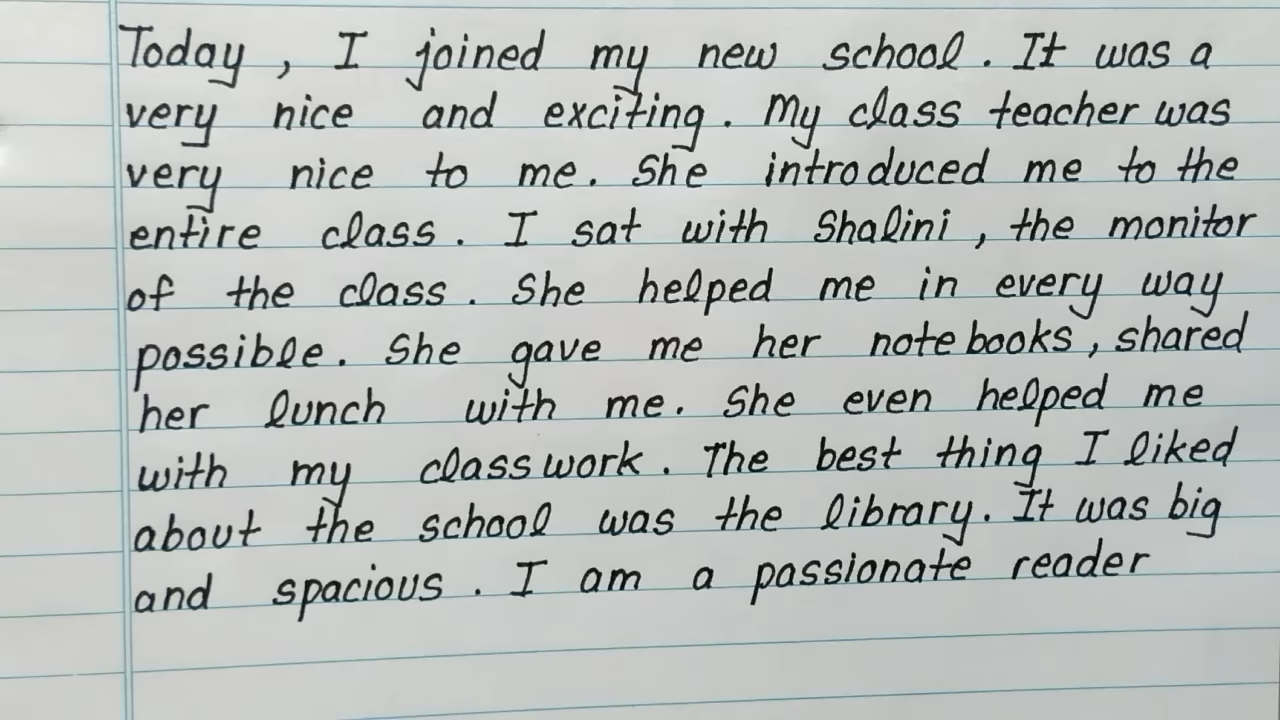 Today, I joined my new school. It was a
very nice and exciting. My class teacher was
very nice to me. She introduced me to the
entire class. I sat with Shalini, the monitor
of the class. She helped me in every way
possible. She gave me her notebooks, shared
her lunch with me. She even helped me
with my classwork. The best thing I liked
about the school was the library. It was big
and spacious. I am a passionate reader